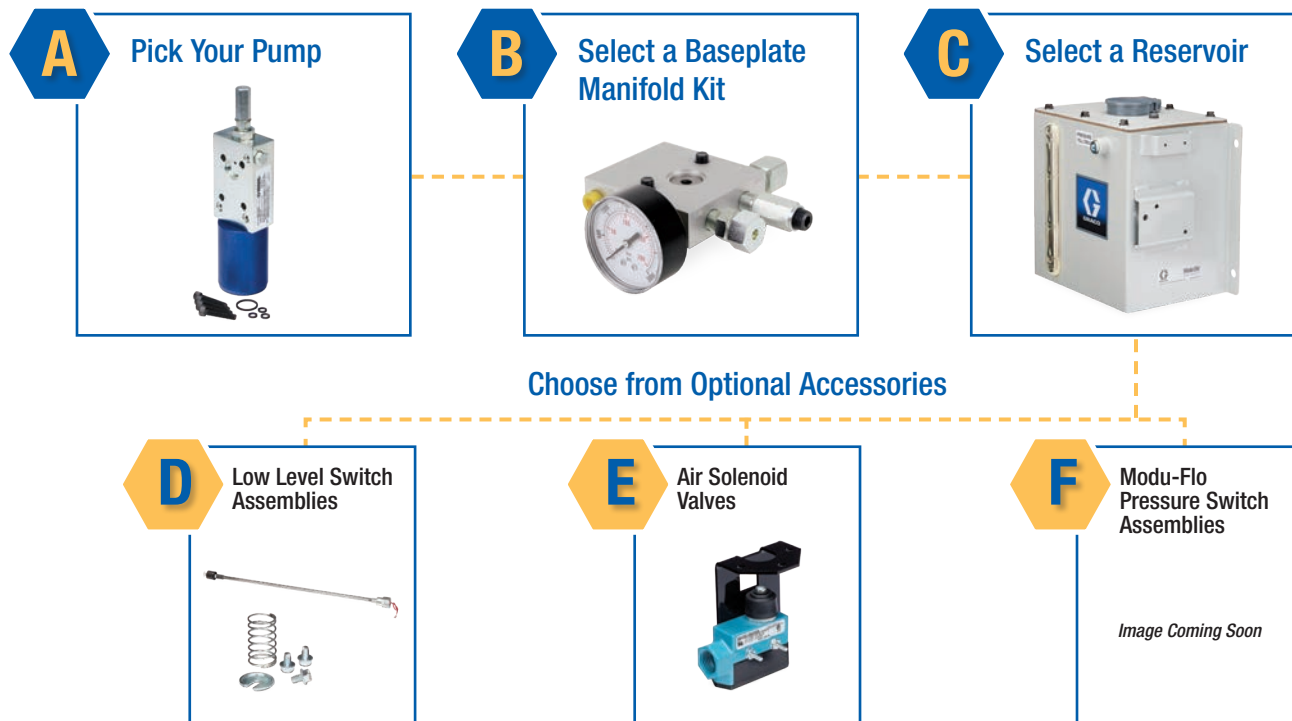 A
Pick Your Pump
B
Select a Baseplate
Manifold Kit
C
Select a Reservoir
GRACO
Choose from Optional Accessories
D
Low Level Switch
Assemblies
E
Air Solenoid
Valves
F
Modu-Flo
Pressure Switch
Assemblies
Image Coming Soon